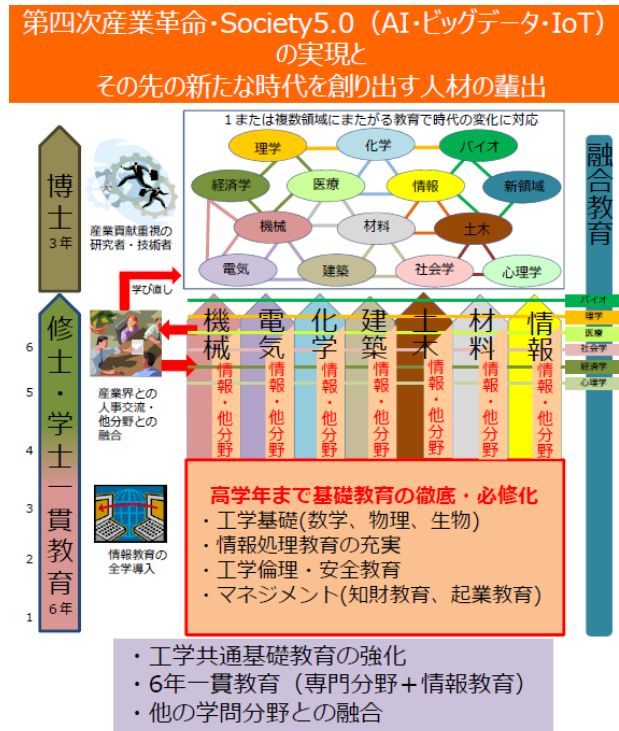 第四次産業革命・Society5.0（AI・ビッグデータ・IoT）
の実現と
その先の新たな時代を創り出す人材の輩出
博士
3年
産業貢献重視の
研究者・技術者
学び直し
１または複数領域にまたがる教育で時代の変化に対応
理学
化学
バイオ
経済学
医療
情報
新領域
機械
材料
土木
電気
建築
社会学
心理学
融合教育
修士・学士一貫教育
6年
6
5
4
3
2
1
産業界との
人事交流・
他分野との
融合
情報教育の
全学導入
機械
電気
化学
建築
土木
材料
情報
情報・他分野
情報・他分野
情報・他分野
情報・他分野
情報・他分野
情報・他分野
情報・他分野
バイオ
理学
医療
社会学
経済学
心理学
高学年まで基礎教育の徹底・必修化
・工学基礎(数学、物理、生物)
・情報処理教育の充実
・工学倫理・安全教育
・マネジメント(知財教育、起業教育)
・工学共通基礎教育の強化
・6年一貫教育（専門分野＋情報教育）
・他の学問分野との融合